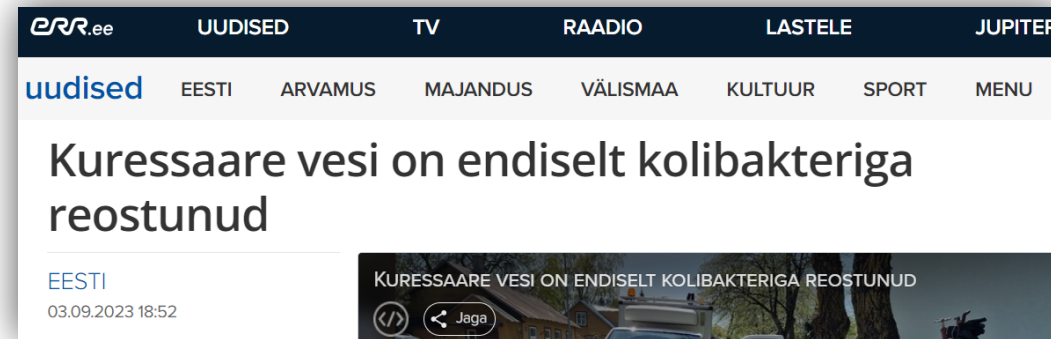 err.ee UUDISED TV RAADIO LASTELE JUPITER
uudised EESTI ARVAMUS MAJANDUS VÄLISMAA KULTUUR SPORT MENU
Kuressaare vesi on endiselt kolibakteriga
reostunud
EESTI
03.09.2023 18:52
KURESSAARE VESI ON ENDISELT KOLIBAKTERIGA REOSTUNUD
</> Jaga